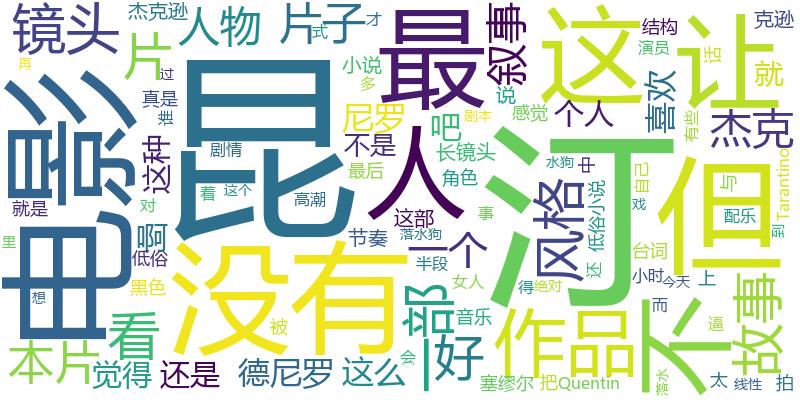 镜头
杰克逊
人物
片子
才
式
最
叙事
这
结构
克逊
演员
让
话
就
片
再
过
真是
谁
小说
多
尼罗
说
感觉
剧本
个人
喜欢
有些
杰克
电影
昆
这种
剧情
不是
吧
长镜头
水狗
中
汀
但
与
Tarantino
就是
对
着
这个
最后
人
角色
风格
低俗小说
自己
戏
配乐
到
里
高潮
这部
事
哥
节奏
落水狗
一个
还
台词
低俗
半段
小时
今天
上
想
黑色
没有
女人
得
绝对
而
故事
被
一部
音乐
作品
不
逼
本片
看
好
觉得
还是
德尼罗
这么
会
塞缪尔
把
Quentin
落水
太
线性
拍